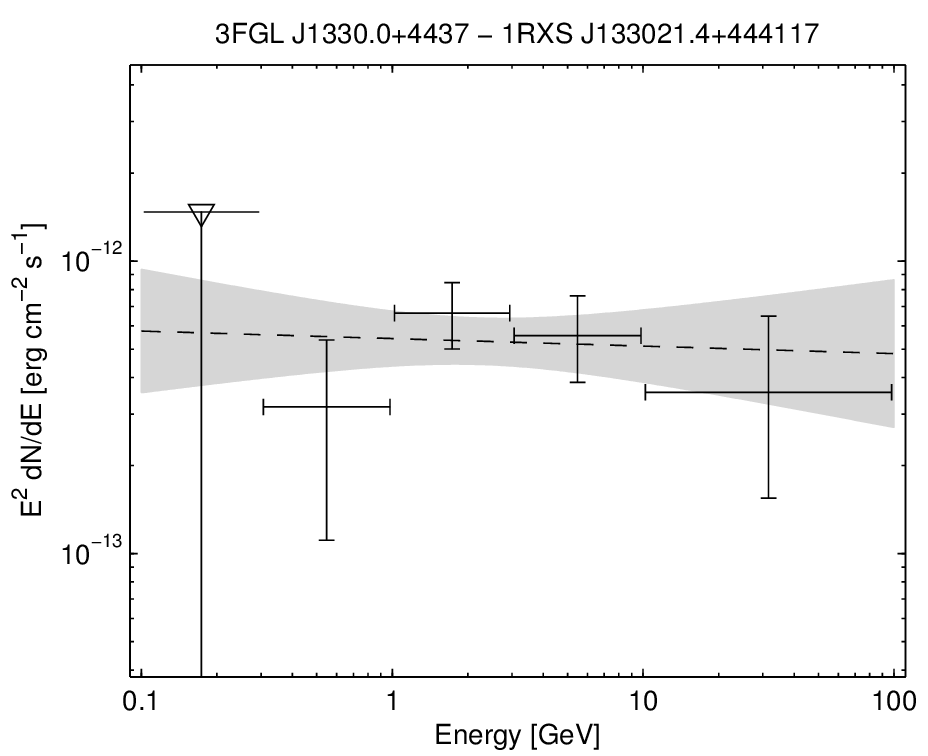 3FGL J1330.0+4437 − 1RXS J133021.4+444117
E² dN/dE [erg cm⁻² s⁻¹]
10⁻¹²
10⁻¹³
0.1 1 10 100
Energy [GeV]